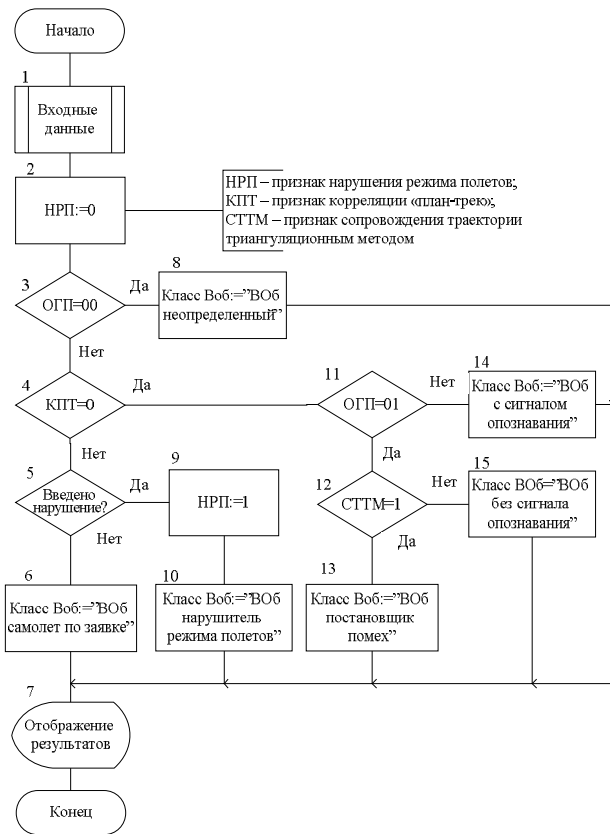 Начало
1
Входные
данные
2
НРП:=0
НРП – признак нарушения режима полетов;
КПТ – признак корреляции «план-трек»;
СТТМ – признак сопровождения траектории
триангуляционным методом
3
ОГП=00
Да
8
Класс Воб:=”ВОб
неопределенный”
Нет
4
КПТ=0
Да
11
ОГП=01
Нет
14
Класс Воб:=”ВОб
с сигналом
опознавания”
Нет
Да
5
Введено
нарушение?
Да
9
НРП:=1
12
СТТМ=1
Нет
15
Класс ВОб=”ВОб
без сигнала
опознавания”
Нет
Да
6
Класс Воб:=”ВОб
самолет по заявке”
10
Класс Воб:=”ВОб
нарушитель
режима полетов”
13
Класс Воб:=”ВОб
постановщик
помех”
7
Отображение
результатов
Конец